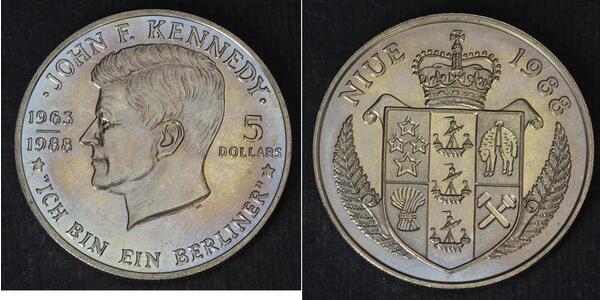 · JOHN F. KENNEDY ·
1963
1988
5
DOLLARS
★ "ICH BIN EIN BERLINER" ★
NIUE 1988